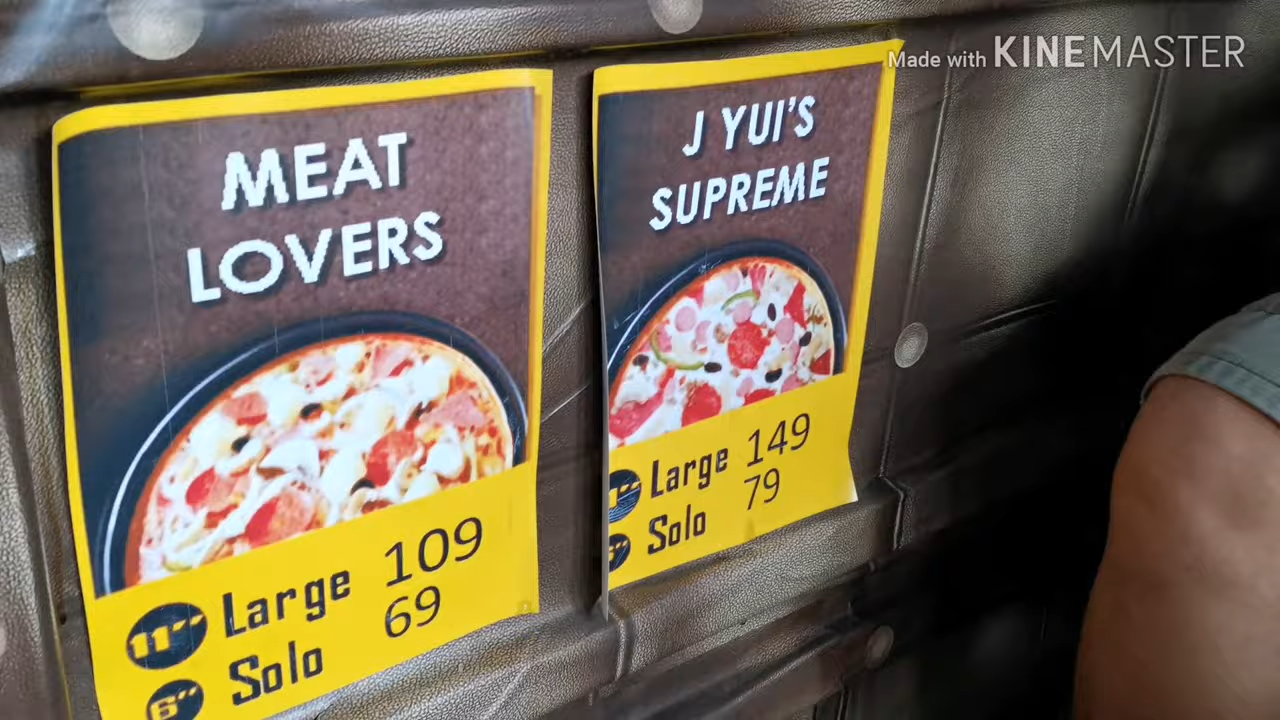 Made with KINEMASTER
MEAT
LOVERS
11" Large 109
6" Solo 69
J YUI'S
SUPREME
Large 149
Solo 79